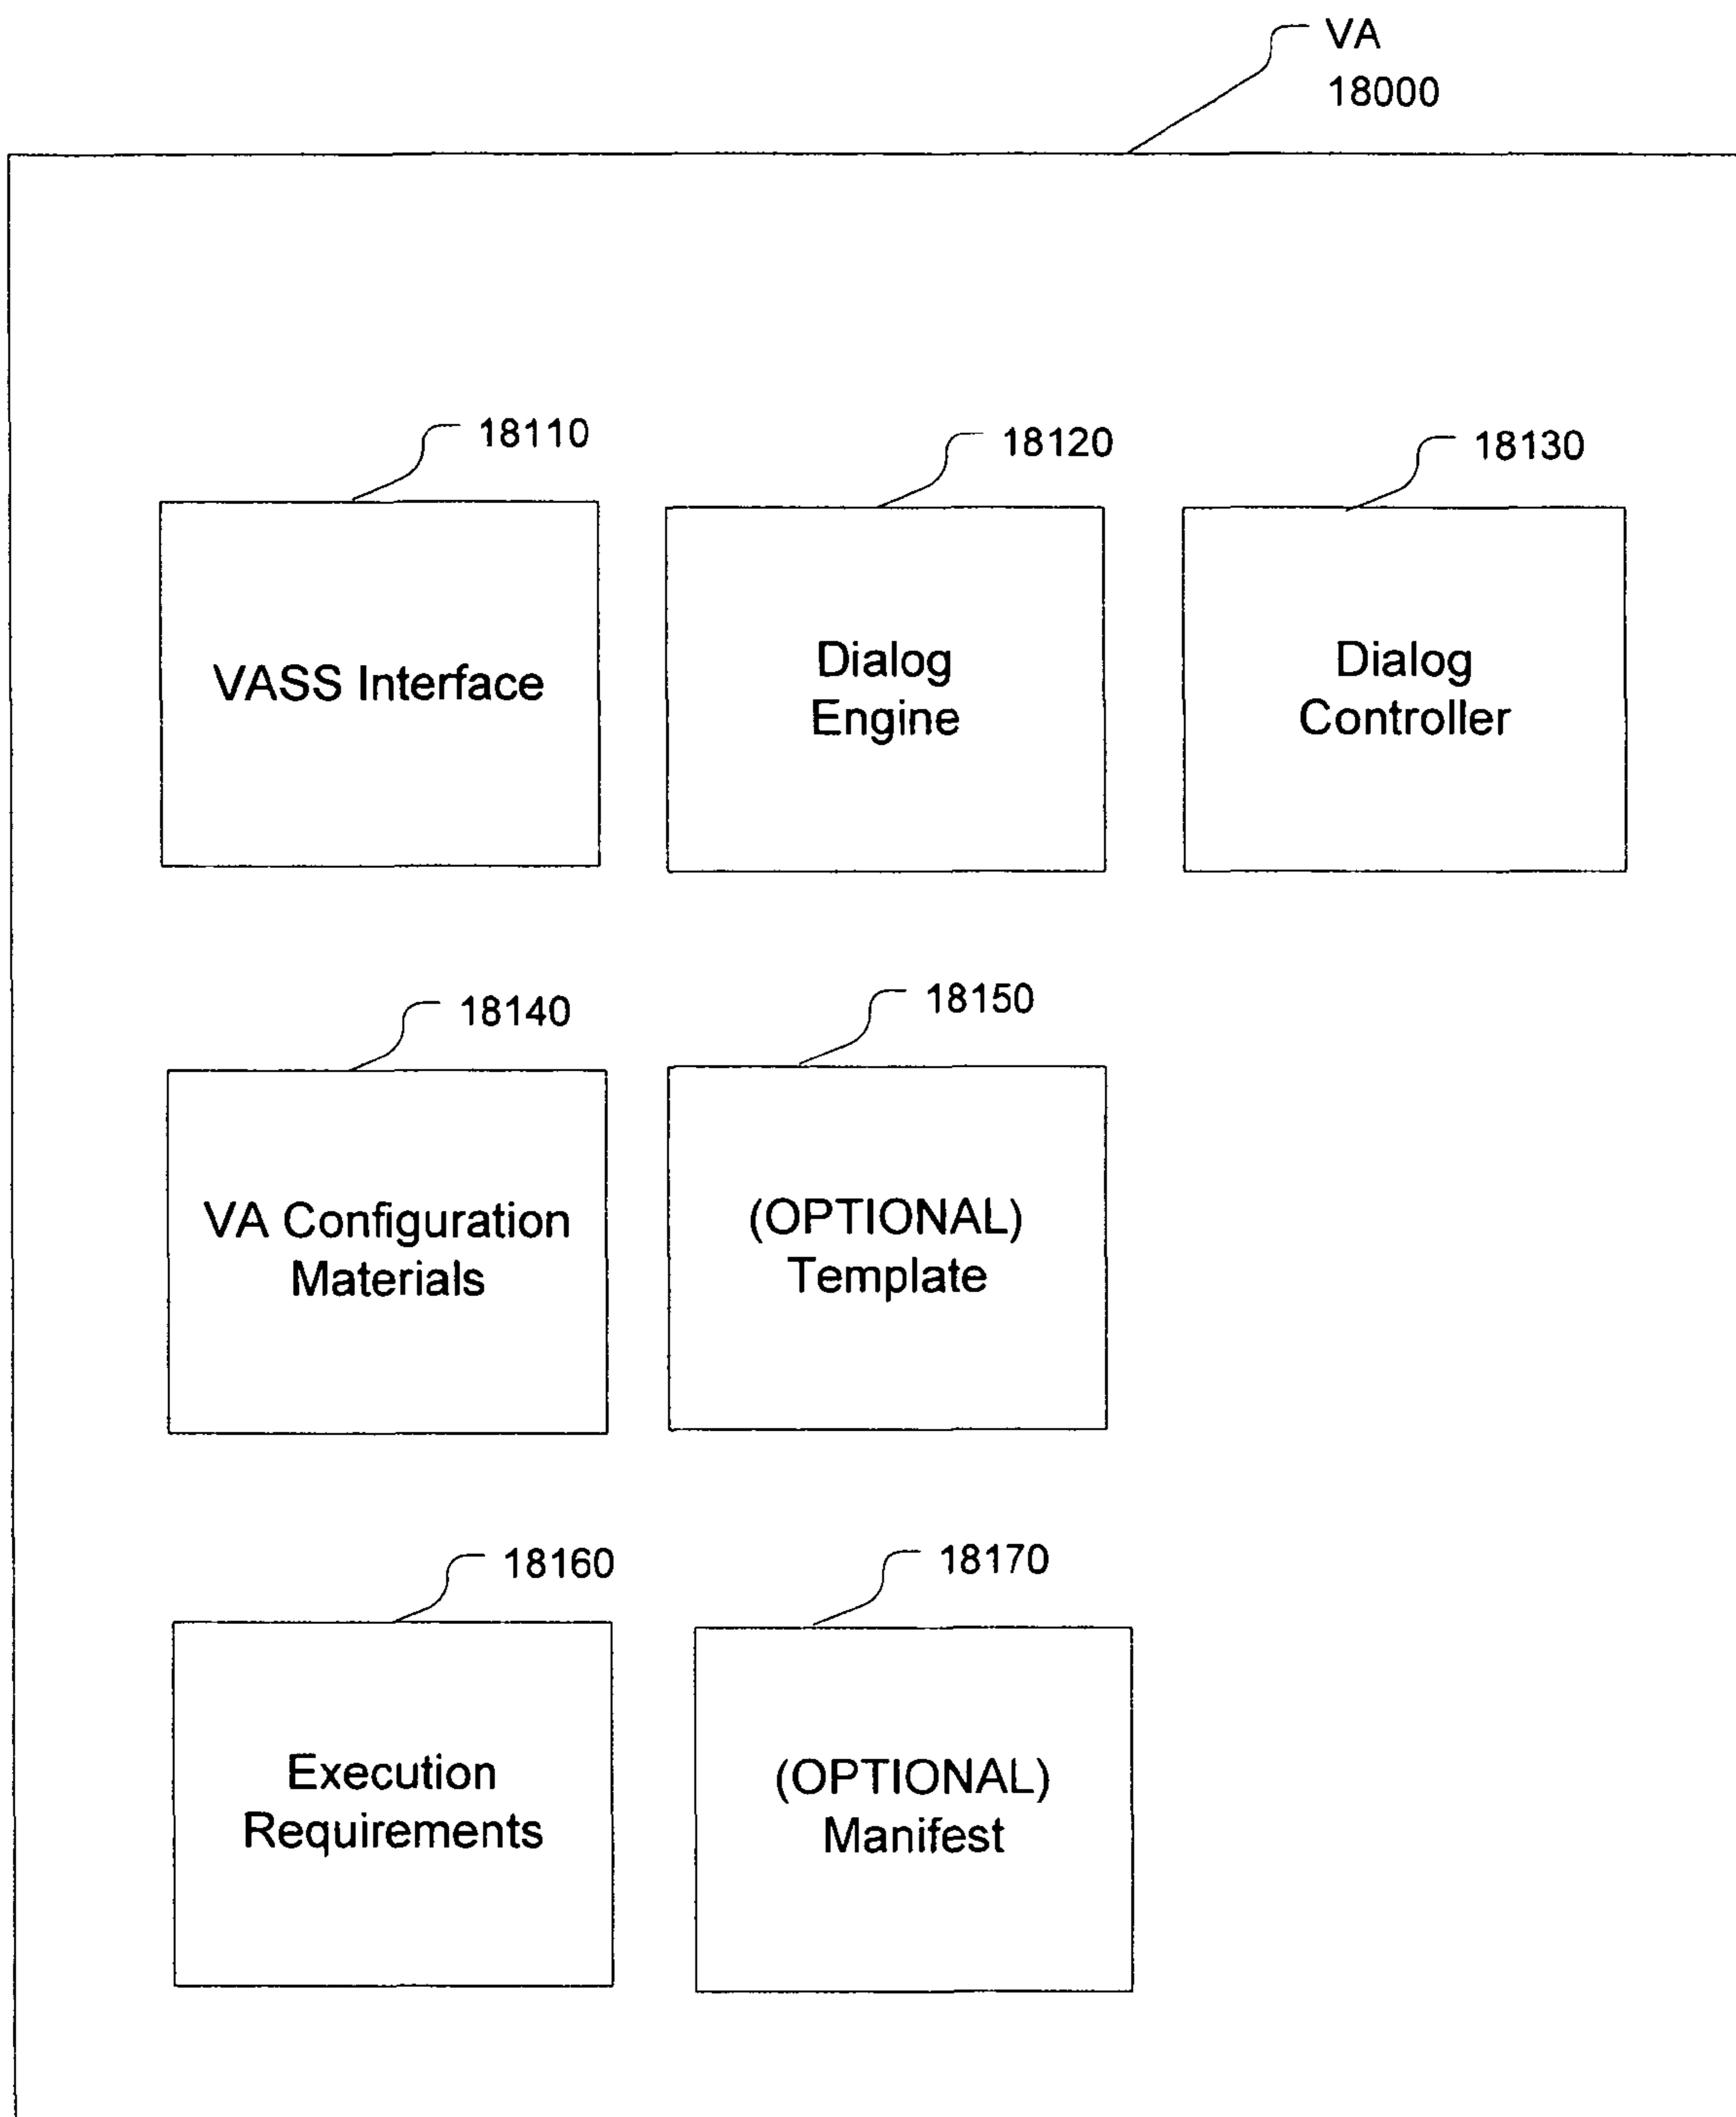 VA
18000
18110
18120
18130
VASS Interface
Dialog
Engine
Dialog
Controller
18140
18150
VA Configuration
Materials
(OPTIONAL)
Template
18160
18170
Execution
Requirements
(OPTIONAL)
Manifest